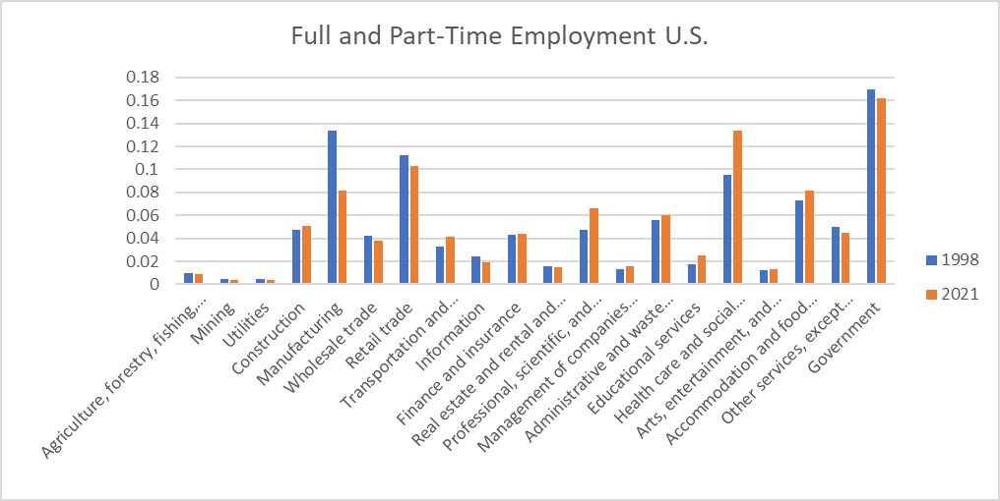 Full and Part-Time Employment U.S.
0.18
0.16
0.14
0.12
0.1
0.08
0.06
0.04
0.02
0
Agriculture, forestry, fishing,...
Mining
Utilities
Construction
Manufacturing
Wholesale trade
Retail trade
Transportation and...
Information
Finance and insurance
Real estate and rental and...
Professional, scientific, and...
Management of companies...
Administrative and waste...
Educational services
Health care and social...
Arts, entertainment, and...
Accommodation and food...
Other services, except...
Government
1998
2021